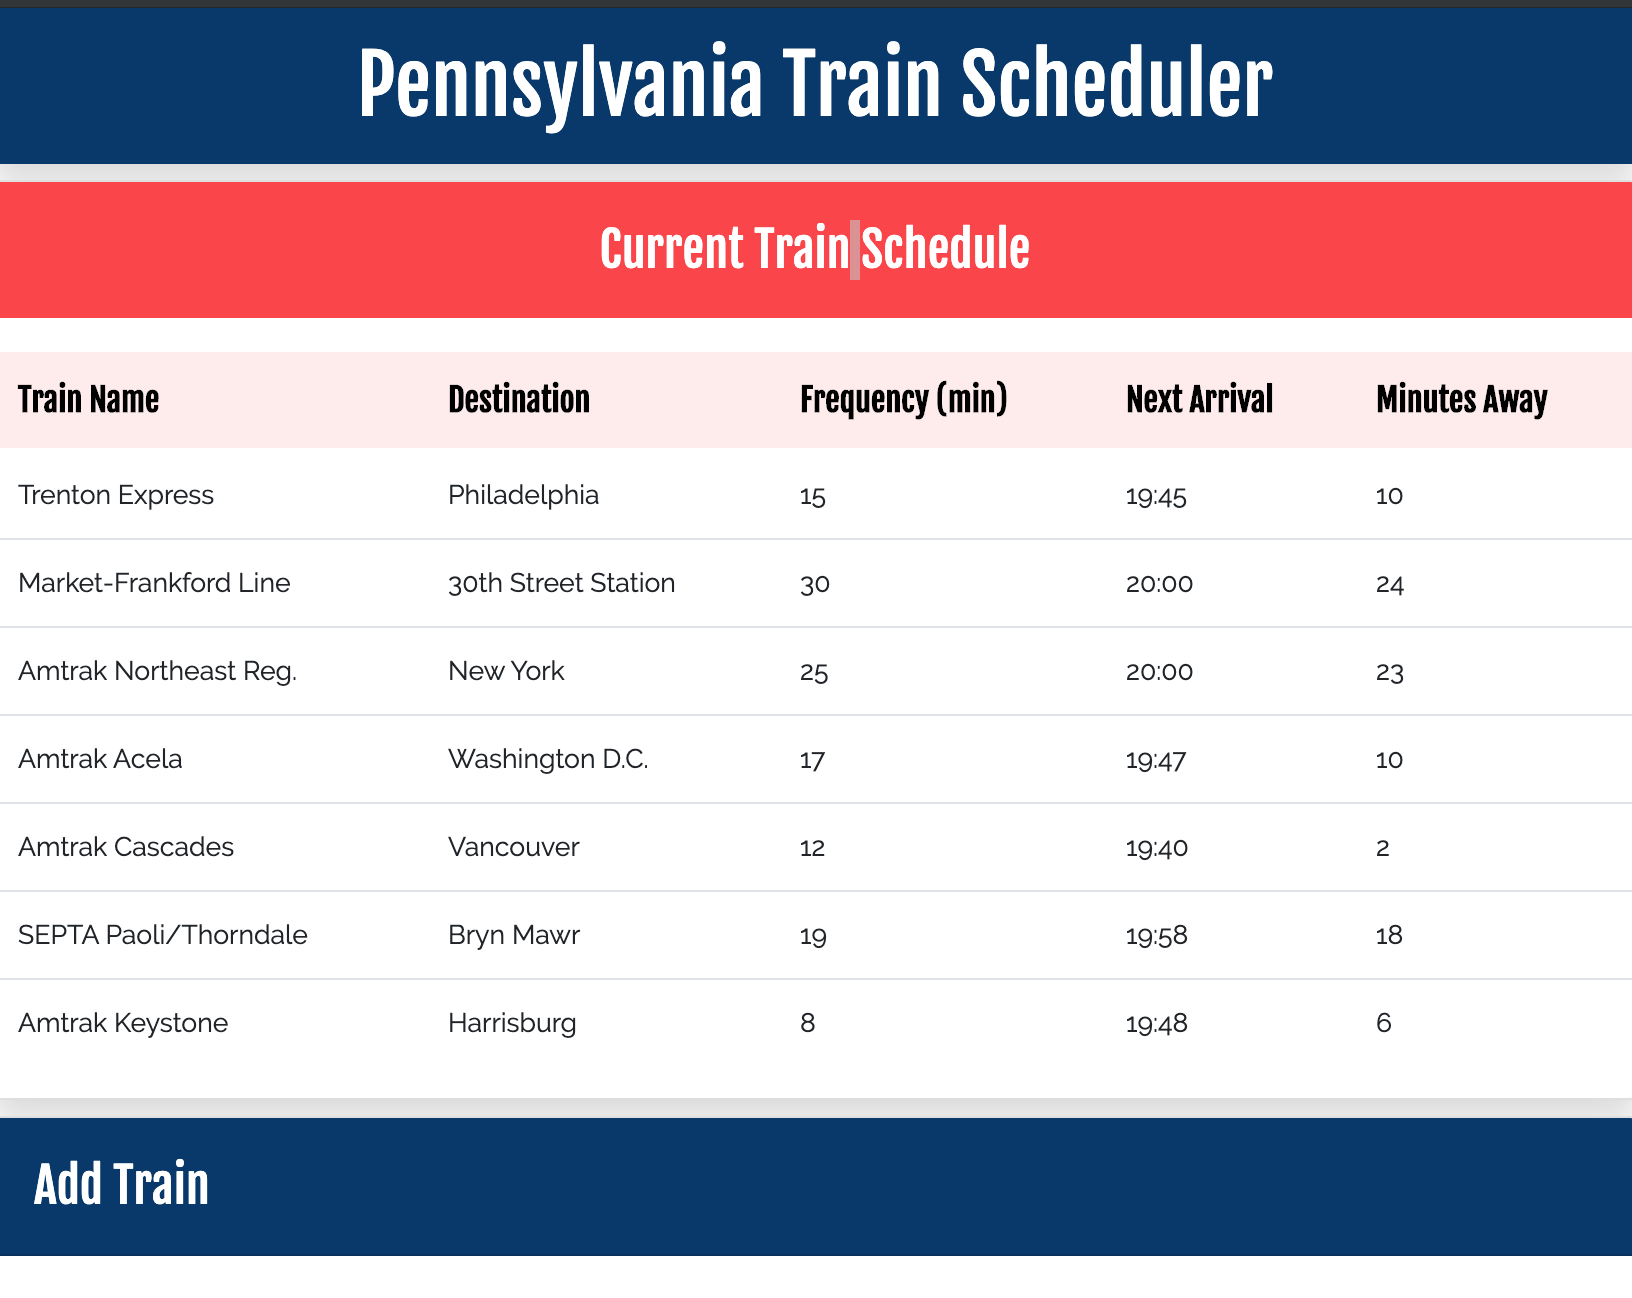 Pennsylvania Train Scheduler
Current Train Schedule
Train Name Destination Frequency (min) Next Arrival Minutes Away
Trenton Express Philadelphia 15 19:45 10
Market-Frankford Line 30th Street Station 30 20:00 24
Amtrak Northeast Reg. New York 25 20:00 23
Amtrak Acela Washington D.C. 17 19:47 10
Amtrak Cascades Vancouver 12 19:40 2
SEPTA Paoli/Thorndale Bryn Mawr 19 19:58 18
Amtrak Keystone Harrisburg 8 19:48 6
Add Train